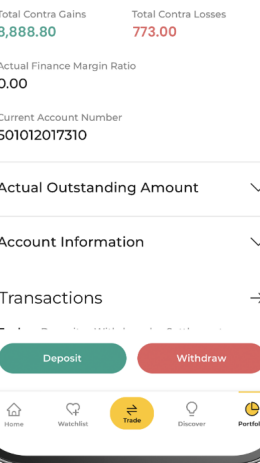 Total Contra Gains Total Contra Losses
3,888.80 773.00
Actual Finance Margin Ratio
0.00
Current Account Number
501012017310
Actual Outstanding Amount
Account Information
Transactions
Deposit Withdraw
Home Watchlist Trade Discover Portfol